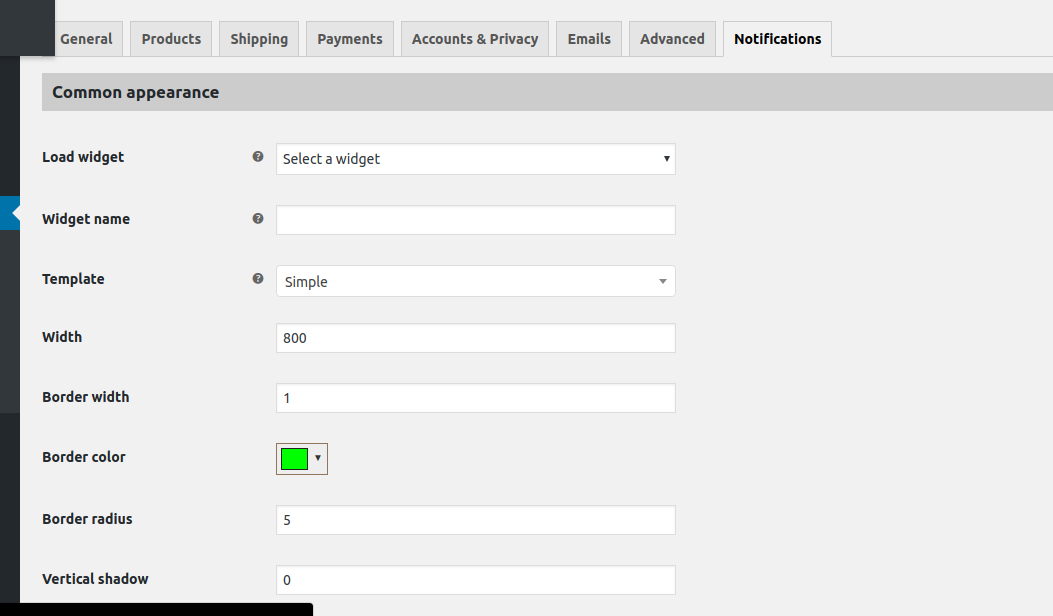 General Products Shipping Payments Accounts & Privacy Emails Advanced Notifications
Common appearance
Load widget ? Select a widget
Widget name ?
Template ? Simple
Width 800
Border width 1
Border color
Border radius 5
Vertical shadow 0